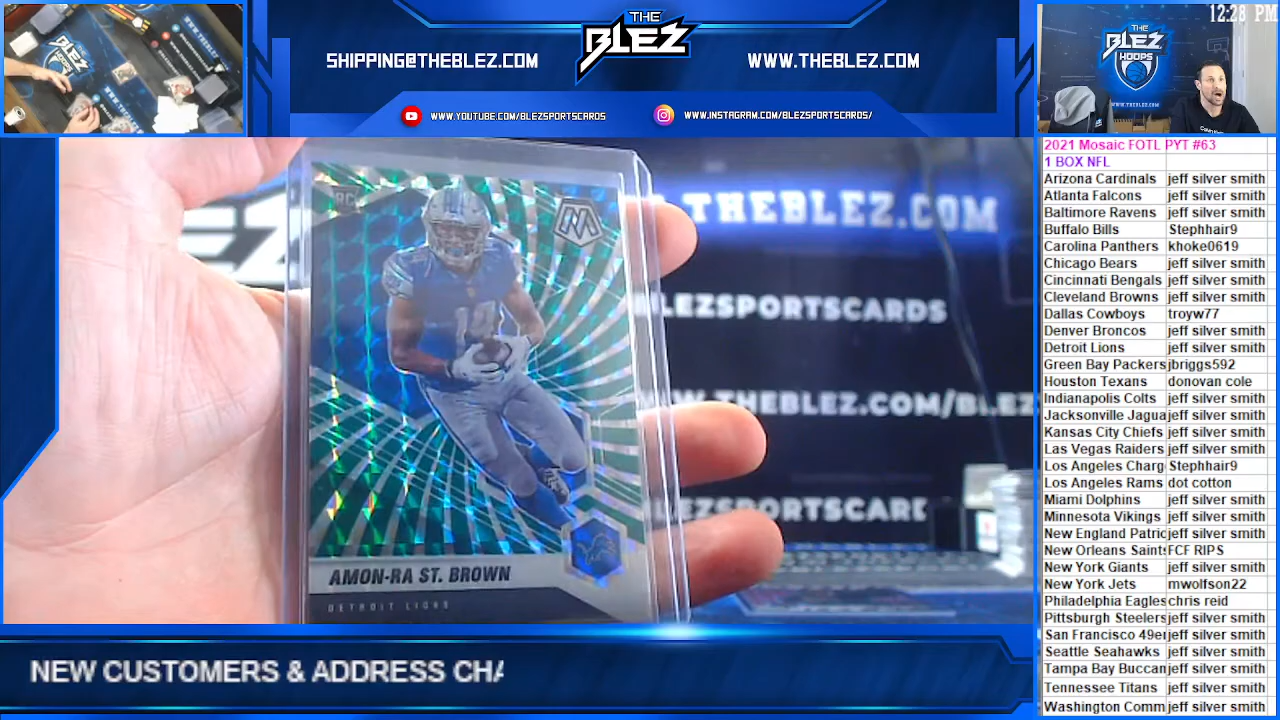 THE
BLEZ
SHIPPING@THEBLEZ.COM
WWW.THEBLEZ.COM
WWW.YOUTUBE.COM/BLEZSPORTSCARDS
WWW.INSTAGRAM.COM/BLEZSPORTSCARDS/
12:28 PM
THE
BLEZ
HOOPS
WWW.THEBLEZ.COM
RC
M
THEBLEZ.COM
BLEZSPORTSCARDS
WW.THEBLEZ.COM/BLEZ
LEZSPORTSCARD
14
AMON-RA ST. BROWN
DETROIT LIONS
NEW CUSTOMERS & ADDRESS CHA
2021 Mosaic FOTL PYT #63
1 BOX NFL
Arizona Cardinals jeff silver smith
Atlanta Falcons jeff silver smith
Baltimore Ravens jeff silver smith
Buffalo Bills Stephhair9
Carolina Panthers khoke0619
Chicago Bears jeff silver smith
Cincinnati Bengals jeff silver smith
Cleveland Browns jeff silver smith
Dallas Cowboys troyw77
Denver Broncos jeff silver smith
Detroit Lions jeff silver smith
Green Bay Packers jbriggs592
Houston Texans donovan cole
Indianapolis Colts jeff silver smith
Jacksonville Jagua jeff silver smith
Kansas City Chiefs jeff silver smith
Las Vegas Raiders jeff silver smith
Los Angeles Charg Stephhair9
Los Angeles Rams dot cotton
Miami Dolphins jeff silver smith
Minnesota Vikings jeff silver smith
New England Patric jeff silver smith
New Orleans Saints FCF RIPS
New York Giants jeff silver smith
New York Jets mwolfson22
Philadelphia Eagles chris reid
Pittsburgh Steelers jeff silver smith
San Francisco 49er jeff silver smith
Seattle Seahawks jeff silver smith
Tampa Bay Buccan jeff silver smith
Tennessee Titans jeff silver smith
Washington Comm jeff silver smith